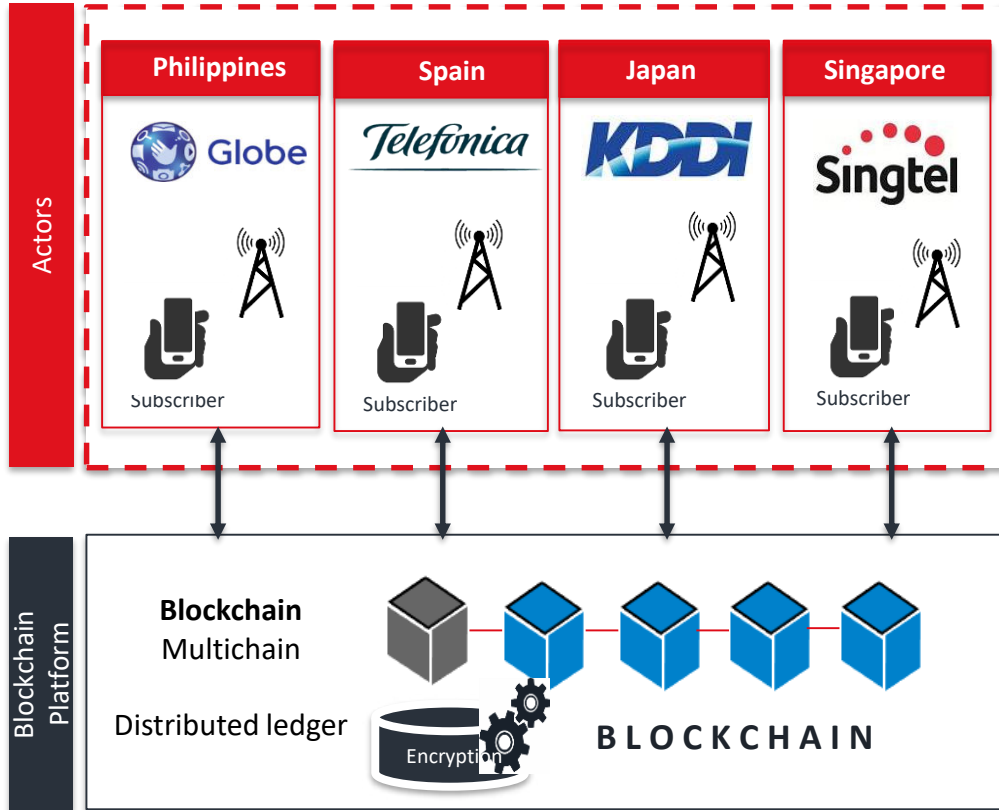 Actors
Philippines
Spain
Japan
Singapore
Globe
Telefónica
KDDI
Singtel
Subscriber
Subscriber
Subscriber
Subscriber
Blockchain
Platform
Blockchain
Multichain
Distributed ledger
Encryption
BLOCKCHAIN